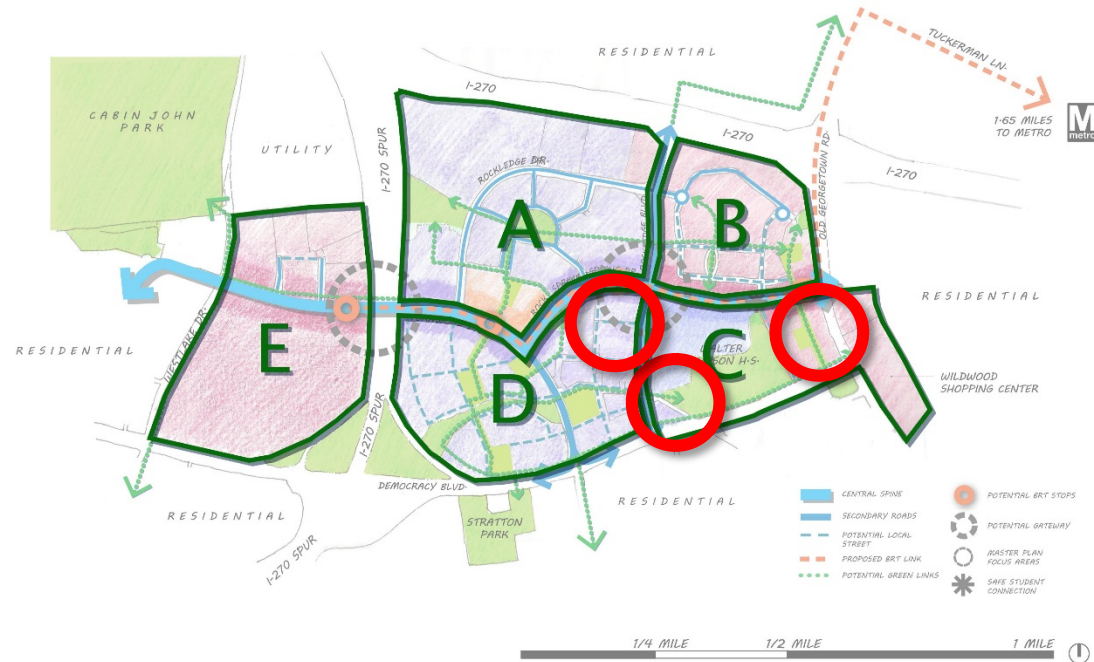 RESIDENTIAL
TUCKERMAN LN.
I-270
CABIN JOHN
PARK
1.65 MILES
TO METRO
M
metro
UTILITY
I-270 SPUR
ROCKLEDGE DR.
I-270
OLD GEORGETOWN RD.
I-270
A
B
RESIDENTIAL
E
RESIDENTIAL
WESTLAKE DR.
C
D
WILDWOOD
SHOPPING CENTER
I-270 SPUR
DEMOCRACY BLVD.
RESIDENTIAL
RESIDENTIAL
STRATTON
PARK
I-270 SPUR
CENTRAL SPINE
SECONDARY ROADS
POTENTIAL LOCAL
STREET
PROPOSED BRT LINK
POTENTIAL GREEN LINKS
POTENTIAL BRT STOPS
POTENTIAL GATEWAY
MASTER PLAN
FOCUS AREAS
SAFE STUDENT
CONNECTION
1/4 MILE
1/2 MILE
1 MILE